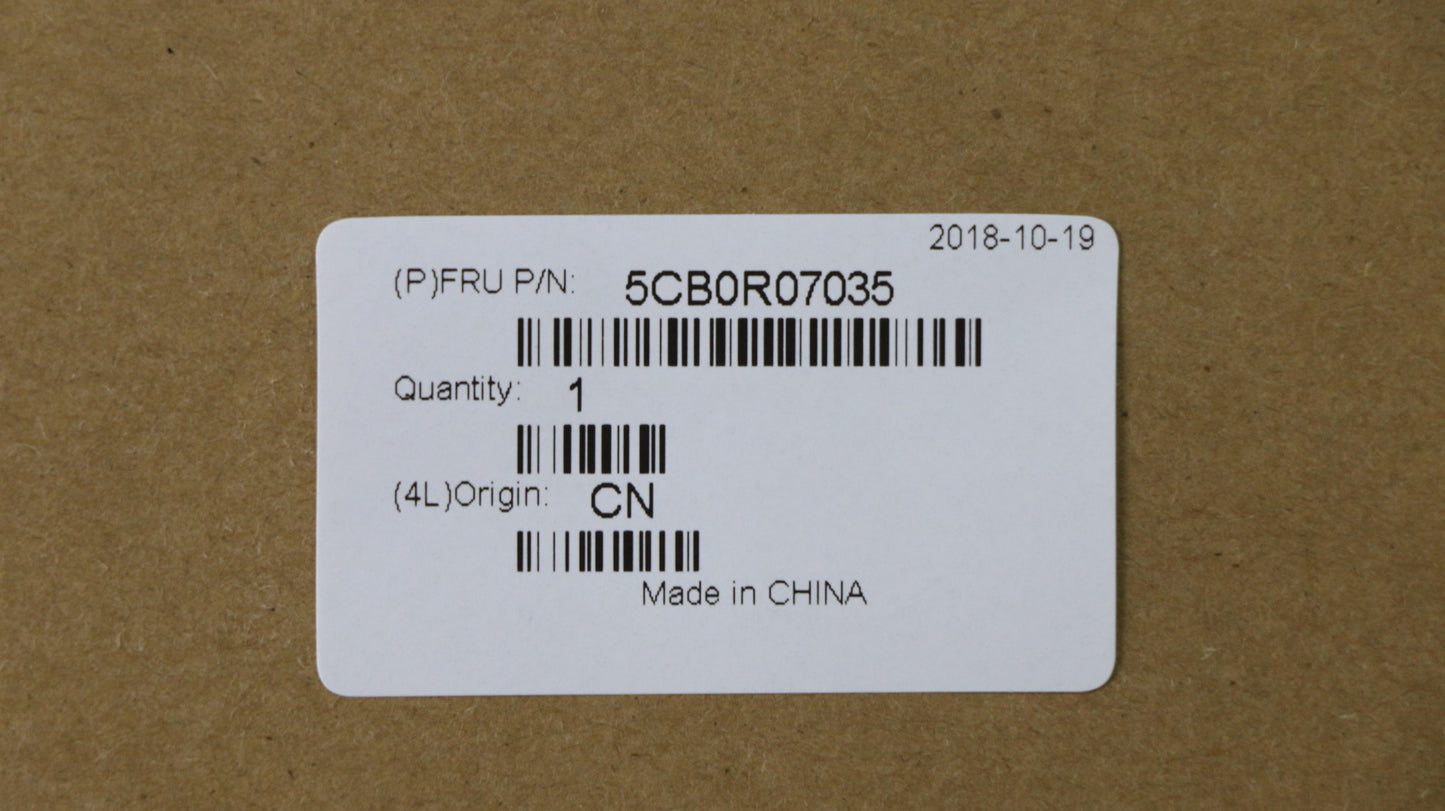 2018-10-19
(P)FRU P/N: 5CB0R07035
Quantity: 1
(4L)Origin: CN
Made in CHINA